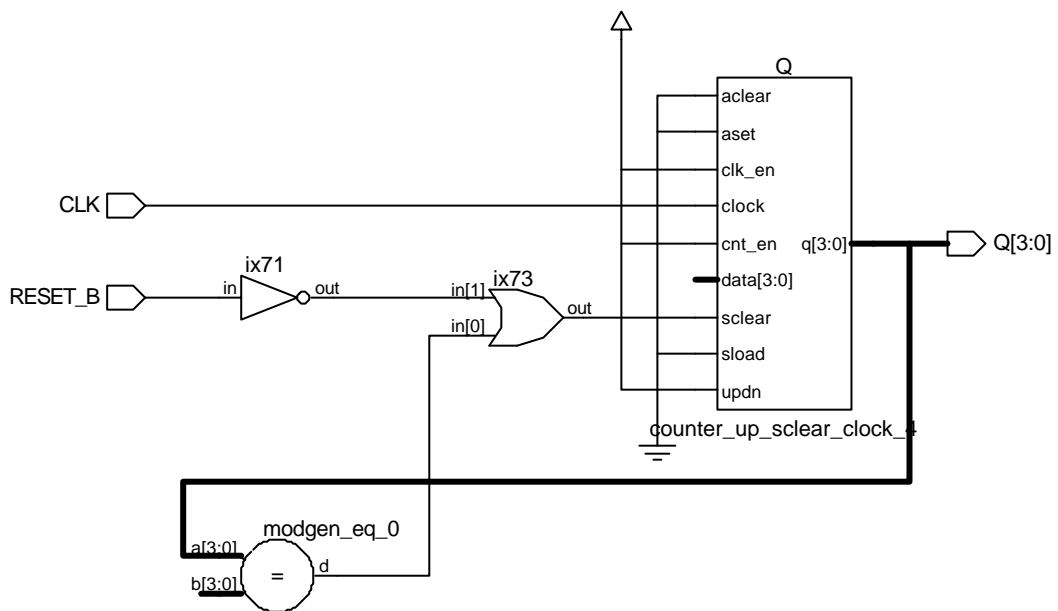 Q
aclear
aset
clk_en
CLK
clock
cnt_en
q[3:0]
Q[3:0]
ix71
ix73
data[3:0]
RESET_B
in
out
in[1]
out
in[0]
sclear
sload
updn
counter_up_sclear_clock_4
modgen_eq_0
a[3:0]
=
d
b[3:0]